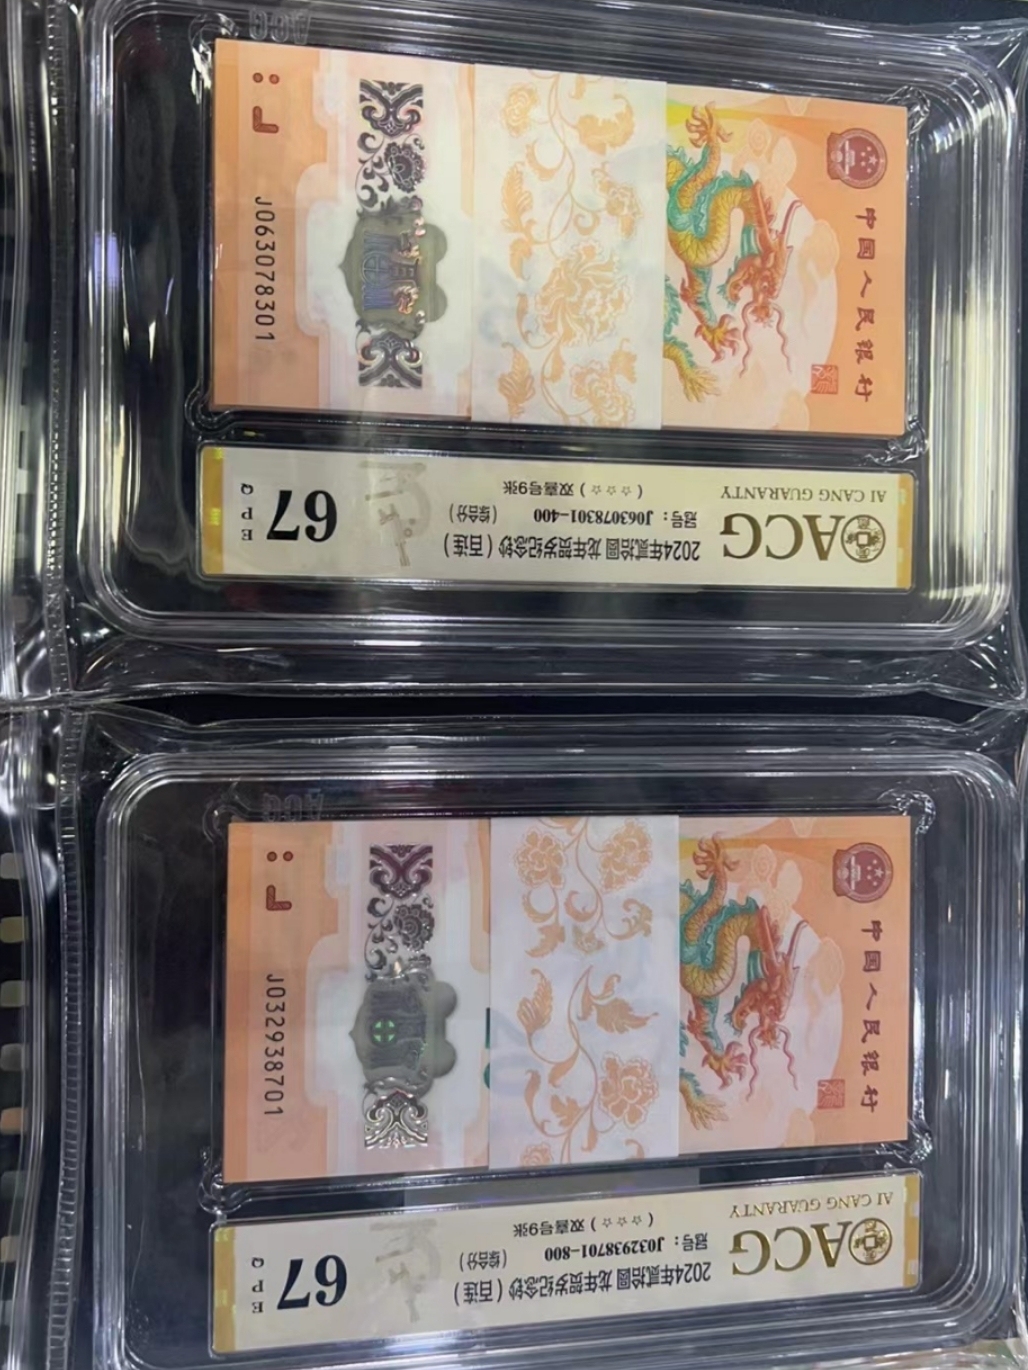 中国人民银行
J063078301
ACG
AI CANG GUARANTY
2024年贰拾圆 龙年贺岁纪念钞 ( 百连 )
冠号: J063078301-400 (综合分)
( ☆☆☆ ) 双喜号9张
67
Q P E
中国人民银行
J032938701
ACG
AI CANG GUARANTY
2024年贰拾圆 龙年贺岁纪念钞 ( 百连 )
冠号: J032938701-800 (综合分)
( ☆☆☆ ) 双喜号9张
67
Q P E